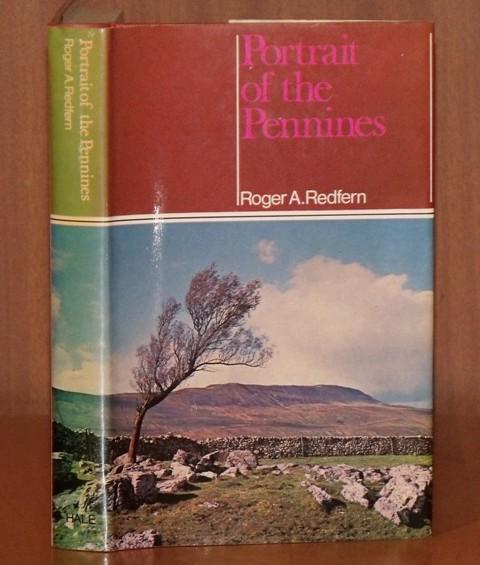 Portrait
of the
Pennines
Roger A. Redfern
Portrait of the Pennines
Roger A. Redfern
HALE